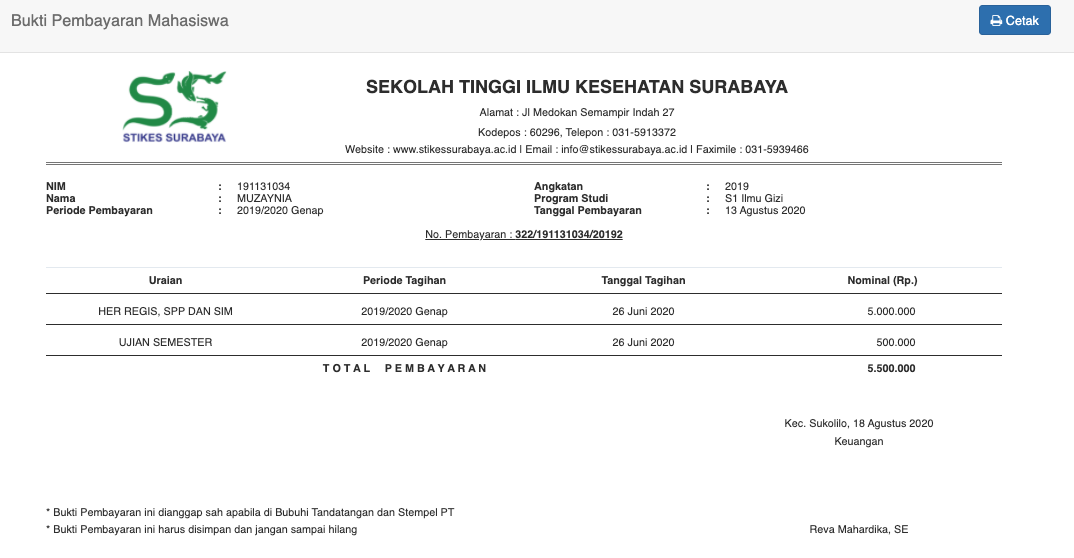 Bukti Pembayaran Mahasiswa
Cetak
STIKES SURABAYA
SEKOLAH TINGGI ILMU KESEHATAN SURABAYA
Alamat : Jl Medokan Semampir Indah 27
Kodepos : 60296, Telepon : 031-5913372
Website : www.stikessurabaya.ac.id I Email : info@stikessurabaya.ac.id I Faximile : 031-5939466
NIM : 191131034 Angkatan : 2019
Nama : MUZAYNIA Program Studi : S1 Ilmu Gizi
Periode Pembayaran : 2019/2020 Genap Tanggal Pembayaran : 13 Agustus 2020
No. Pembayaran : 322/191131034/20192
Uraian Periode Tagihan Tanggal Tagihan Nominal (Rp.)
HER REGIS, SPP DAN SIM 2019/2020 Genap 26 Juni 2020 5.000.000
UJIAN SEMESTER 2019/2020 Genap 26 Juni 2020 500.000
TOTAL PEMBAYARAN 5.500.000
Kec. Sukolilo, 18 Agustus 2020
Keuangan
* Bukti Pembayaran ini dianggap sah apabila di Bubuhi Tandatangan dan Stempel PT
* Bukti Pembayaran ini harus disimpan dan jangan sampai hilang Reva Mahardika, SE